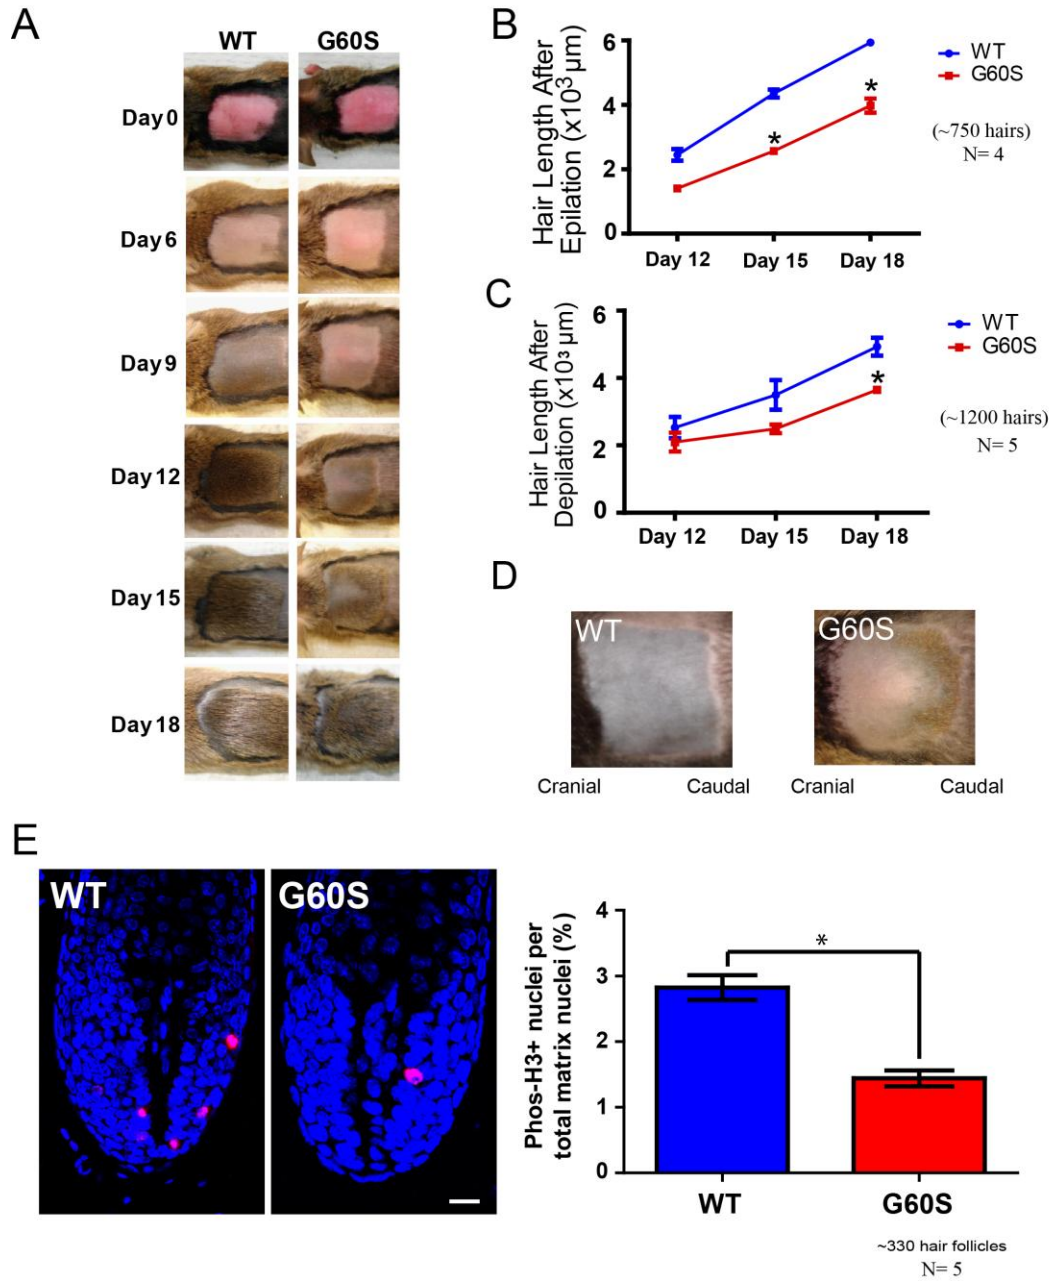 A
WT G60S
Day 0
Day 6
Day 9
Day 12
Day 15
Day 18
B
Hair Length After
Epilation (x10³ µm)
6
4
2
0
*
*
Day 12 Day 15 Day 18
WT
G60S
(~750 hairs)
N= 4
C
Hair Length After
Depilation (x10³ µm)
6
4
2
0
*
Day 12 Day 15 Day 18
WT
G60S
(~1200 hairs)
N= 5
D
WT G60S
Cranial Caudal Cranial Caudal
E
WT G60S
Phos-H3+ nuclei per
total matrix nuclei (%)
4
3
2
1
0
*
WT G60S
~330 hair follicles
N= 5